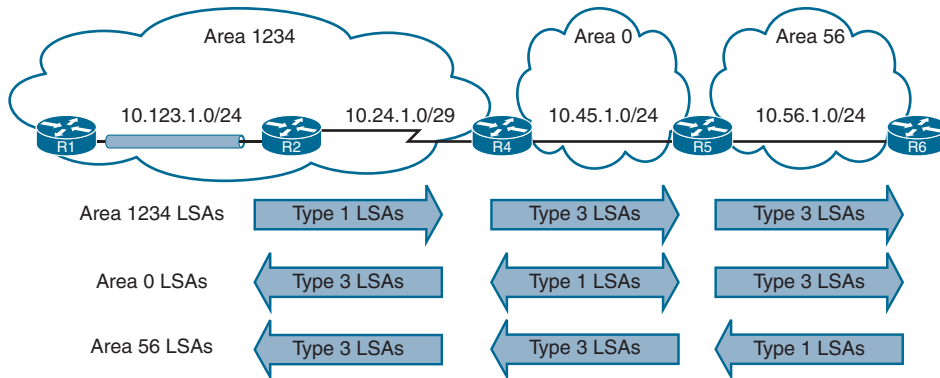 Area 1234 Area 0 Area 56
10.123.1.0/24 10.24.1.0/29 10.45.1.0/24 10.56.1.0/24
R1 R2 R4 R5 R6
Area 1234 LSAs Type 1 LSAs Type 3 LSAs Type 3 LSAs
Area 0 LSAs Type 3 LSAs Type 1 LSAs Type 3 LSAs
Area 56 LSAs Type 3 LSAs Type 3 LSAs Type 1 LSAs